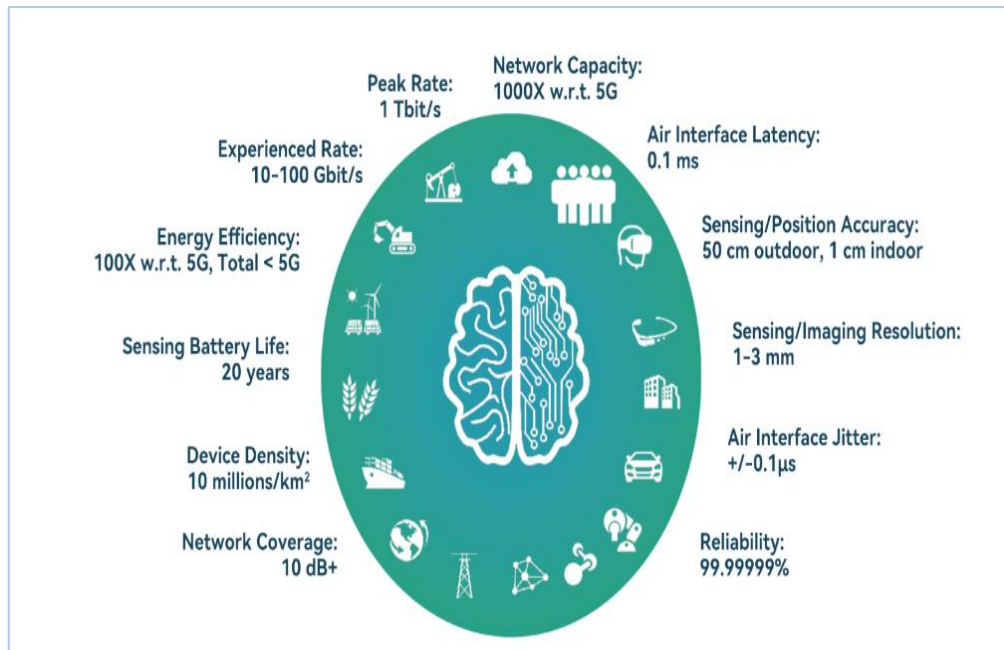 Peak Rate:
1 Tbit/s
Network Capacity:
1000X w.r.t. 5G
Experienced Rate:
10-100 Gbit/s
Air Interface Latency:
0.1 ms
Energy Efficiency:
100X w.r.t. 5G, Total < 5G
Sensing/Position Accuracy:
50 cm outdoor, 1 cm indoor
Sensing Battery Life:
20 years
Sensing/Imaging Resolution:
1-3 mm
Device Density:
10 millions/km²
Air Interface Jitter:
+/-0.1µs
Network Coverage:
10 dB+
Reliability:
99.99999%